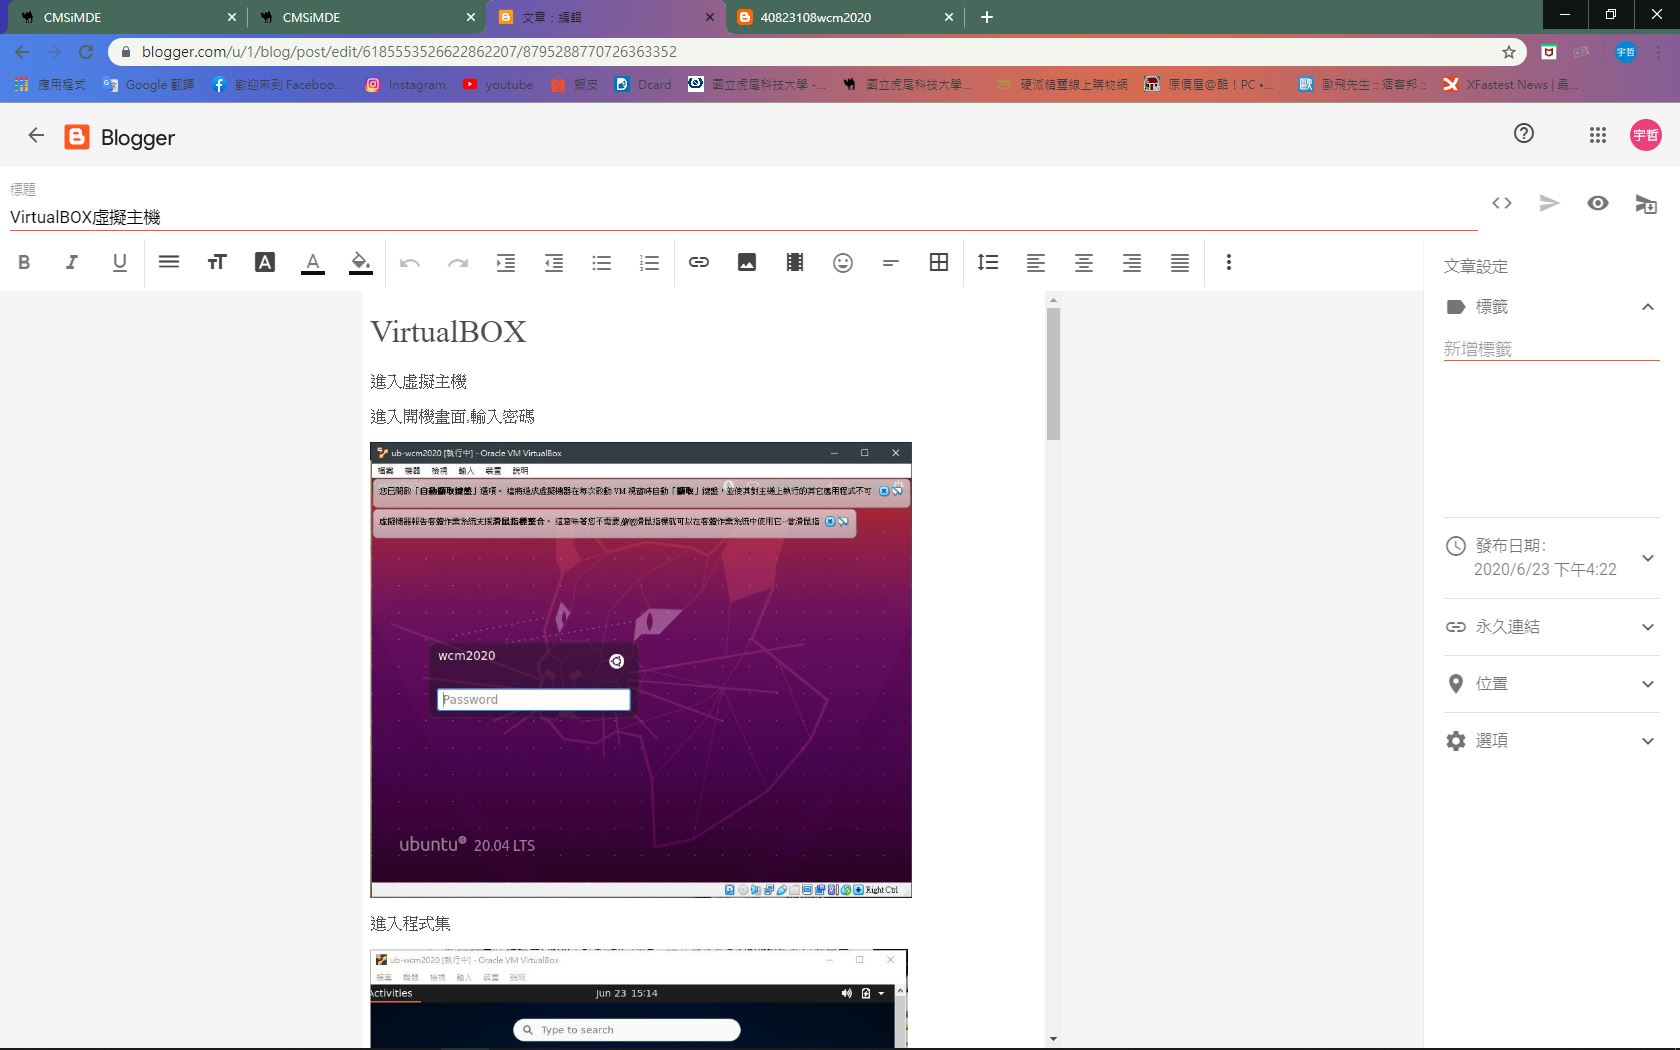 CMSiMDE
CMSiMDE
文章：編輯
40823108wcm2020
blogger.com/u/1/blog/post/edit/6185553526622862207/8795288770726363352
宇哲
應用程式
Google 翻譯
歡迎來到 Faceboo...
Instagram
youtube
蝦皮
Dcard
國立虎尾科技大學 -...
國立虎尾科技大學...
硬派精璽線上購物網
原價屋@酷！PC •...
歐飛先生 :: 痞客邦 ::
XFastest News | 最...
Blogger
宇哲
標題
VirtualBOX虛擬主機
文章設定
標籤
新增標籤
發布日期：
2020/6/23 下午4:22
永久連結
位置
選項
VirtualBOX
進入虛擬主機
進入開機畫面.輸入密碼
ub-wcm2020 [執行中] - Oracle VM VirtualBox
檔案 機器 檢視 輸入 裝置 說明
您已開啟「自動擷取鍵盤」選項。這將造成虛擬機器在每次啟動 VM 視窗時自動「擷取」鍵盤，並使其對主機上執行的其它應用程式不可
虛擬機器報告客體作業系統支援滑鼠指標整合。這意味著您不需要
滑鼠指標就可以在客體作業系統中使用它--當滑鼠指
wcm2020
Password
ubuntu 20.04 LTS
Right Ctrl
進入程式集
ub-wcm2020 [執行中] - Oracle VM VirtualBox
檔案 機器 檢視 輸入 裝置 說明
Activities
Jun 23 15:14
Type to search